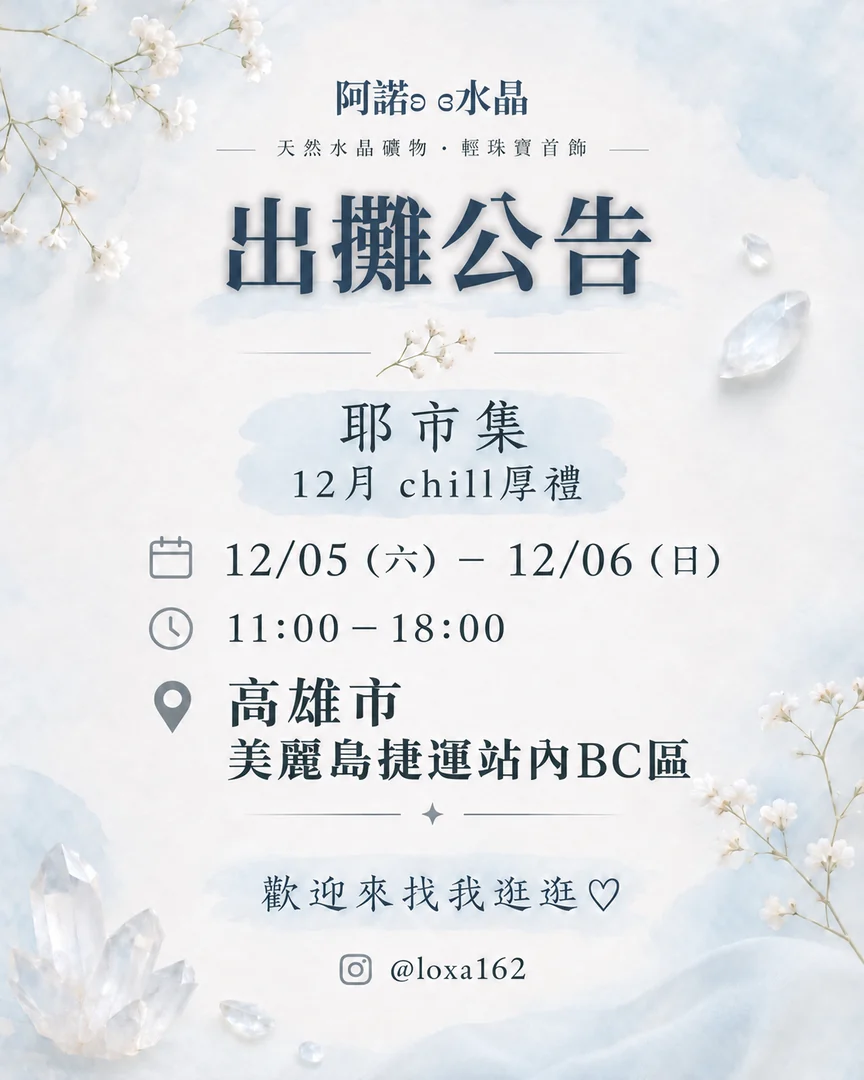 阿諾ʚ ɞ水晶
天然水晶礦物・輕珠寶首飾
出攤公告
耶市集
12月 chill厚禮
12/05（六）－ 12/06（日）
11:00－18:00
高雄市
美麗島捷運站內BC區
歡迎來找我逛逛♡
@loxa162